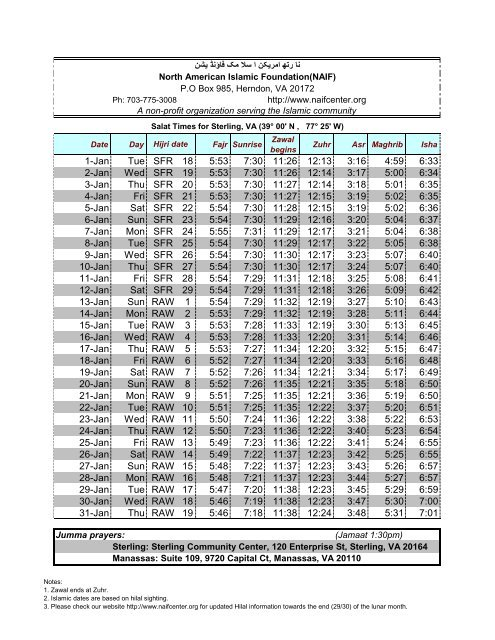 نا رتھ امریکن ا سلا مک فاؤنڈ یشن
North American Islamic Foundation(NAIF)
P.O Box 985, Herndon, VA 20172
Ph: 703-775-3008 http://www.naifcenter.org
A non-profit organization serving the Islamic community
Salat Times for Sterling, VA (39° 00' N , 77° 25' W)
Date Day Hijri date Fajr Sunrise Zawal begins Zuhr Asr Maghrib Isha
1-Jan Tue SFR 18 5:53 7:30 11:26 12:13 3:16 4:59 6:33
2-Jan Wed SFR 19 5:53 7:30 11:26 12:14 3:17 5:00 6:34
3-Jan Thu SFR 20 5:53 7:30 11:27 12:14 3:18 5:01 6:35
4-Jan Fri SFR 21 5:53 7:30 11:27 12:15 3:19 5:02 6:35
5-Jan Sat SFR 22 5:54 7:30 11:28 12:15 3:19 5:02 6:36
6-Jan Sun SFR 23 5:54 7:30 11:29 12:16 3:20 5:04 6:37
7-Jan Mon SFR 24 5:55 7:31 11:29 12:17 3:21 5:04 6:38
8-Jan Tue SFR 25 5:54 7:30 11:29 12:17 3:22 5:05 6:38
9-Jan Wed SFR 26 5:54 7:30 11:30 12:17 3:23 5:07 6:40
10-Jan Thu SFR 27 5:54 7:30 11:30 12:17 3:24 5:07 6:40
11-Jan Fri SFR 28 5:54 7:29 11:31 12:18 3:25 5:08 6:41
12-Jan Sat SFR 29 5:54 7:29 11:31 12:18 3:26 5:09 6:42
13-Jan Sun RAW 1 5:54 7:29 11:32 12:19 3:27 5:10 6:43
14-Jan Mon RAW 2 5:53 7:29 11:32 12:19 3:28 5:11 6:44
15-Jan Tue RAW 3 5:53 7:28 11:33 12:19 3:30 5:13 6:45
16-Jan Wed RAW 4 5:53 7:28 11:33 12:20 3:31 5:14 6:46
17-Jan Thu RAW 5 5:53 7:27 11:34 12:20 3:32 5:15 6:47
18-Jan Fri RAW 6 5:52 7:27 11:34 12:20 3:33 5:16 6:48
19-Jan Sat RAW 7 5:52 7:26 11:34 12:21 3:34 5:17 6:49
20-Jan Sun RAW 8 5:52 7:26 11:35 12:21 3:35 5:18 6:50
21-Jan Mon RAW 9 5:51 7:25 11:35 12:21 3:36 5:19 6:50
22-Jan Tue RAW 10 5:51 7:25 11:35 12:22 3:37 5:20 6:51
23-Jan Wed RAW 11 5:50 7:24 11:36 12:22 3:38 5:22 6:53
24-Jan Thu RAW 12 5:50 7:23 11:36 12:22 3:40 5:23 6:54
25-Jan Fri RAW 13 5:49 7:23 11:36 12:22 3:41 5:24 6:55
26-Jan Sat RAW 14 5:49 7:22 11:37 12:23 3:42 5:25 6:55
27-Jan Sun RAW 15 5:48 7:22 11:37 12:23 3:43 5:26 6:57
28-Jan Mon RAW 16 5:48 7:21 11:37 12:23 3:44 5:27 6:57
29-Jan Tue RAW 17 5:47 7:20 11:38 12:23 3:45 5:29 6:59
30-Jan Wed RAW 18 5:46 7:19 11:38 12:23 3:47 5:30 7:00
31-Jan Thu RAW 19 5:46 7:18 11:38 12:24 3:48 5:31 7:01
Jumma prayers: (Jamaat 1:30pm)
Sterling: Sterling Community Center, 120 Enterprise St, Sterling, VA 20164
Manassas: Suite 109, 9720 Capital Ct, Manassas, VA 20110
Notes:
1. Zawal ends at Zuhr.
2. Islamic dates are based on hilal sighting.
3. Please check our website http://www.naifcenter.org for updated Hilal information towards the end (29/30) of the lunar month.